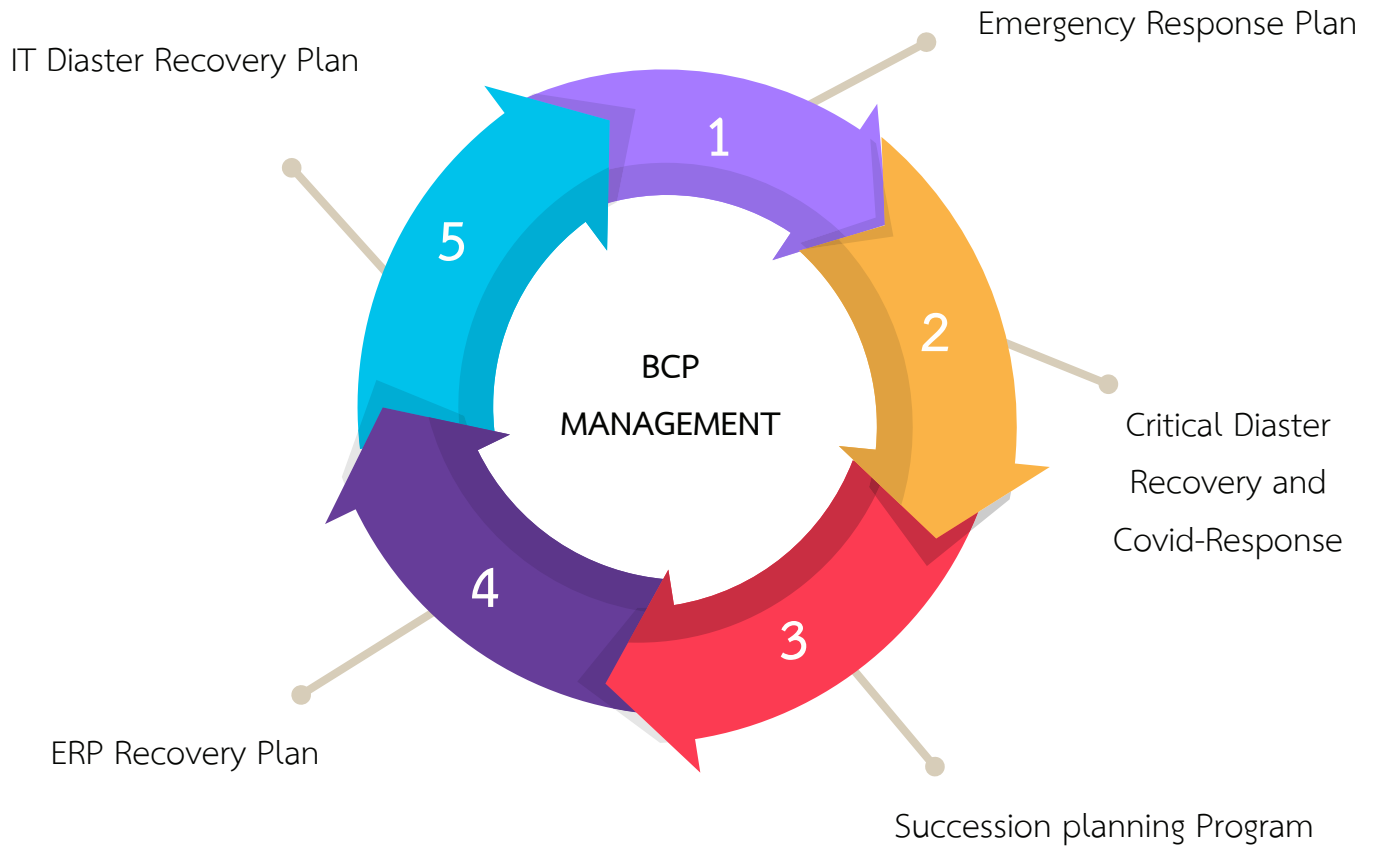 Emergency Response Plan
IT Diaster Recovery Plan
1
5
2
BCP
MANAGEMENT
Critical Diaster
Recovery and
Covid-Response
4
3
ERP Recovery Plan
Succession planning Program